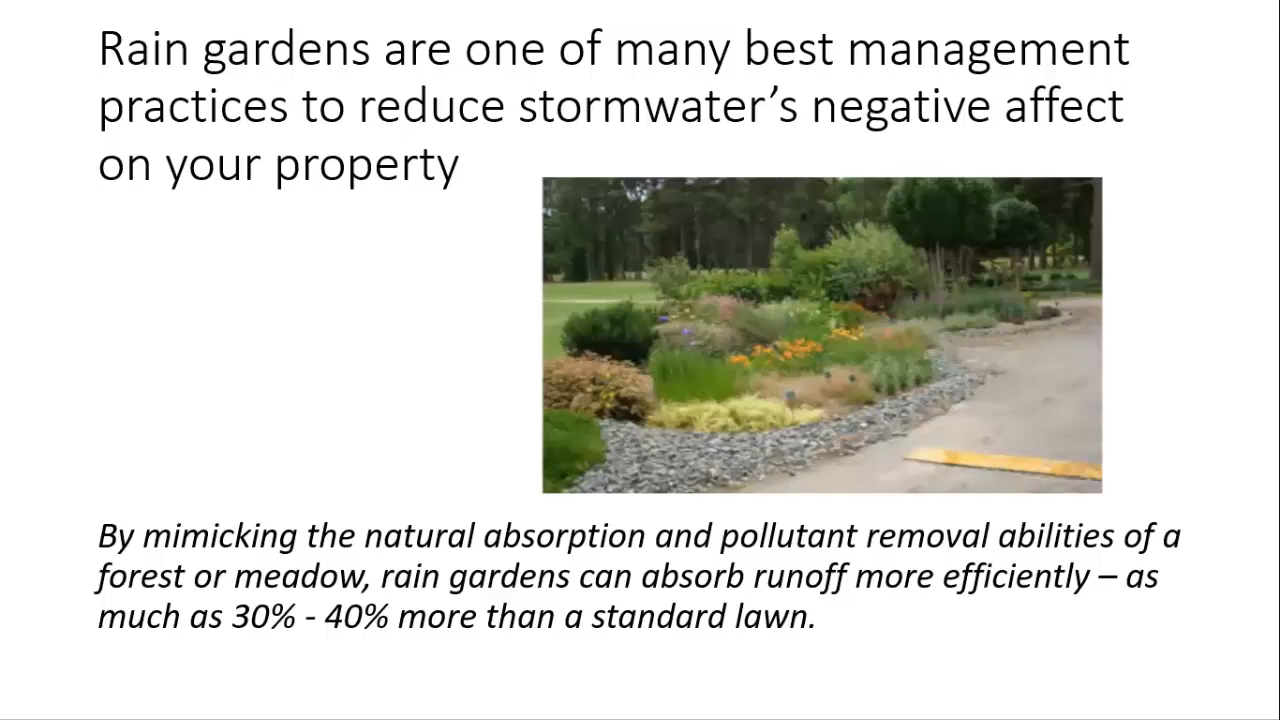 Rain gardens are one of many best management
practices to reduce stormwater’s negative affect
on your property
By mimicking the natural absorption and pollutant removal abilities of a
forest or meadow, rain gardens can absorb runoff more efficiently – as
much as 30% - 40% more than a standard lawn.